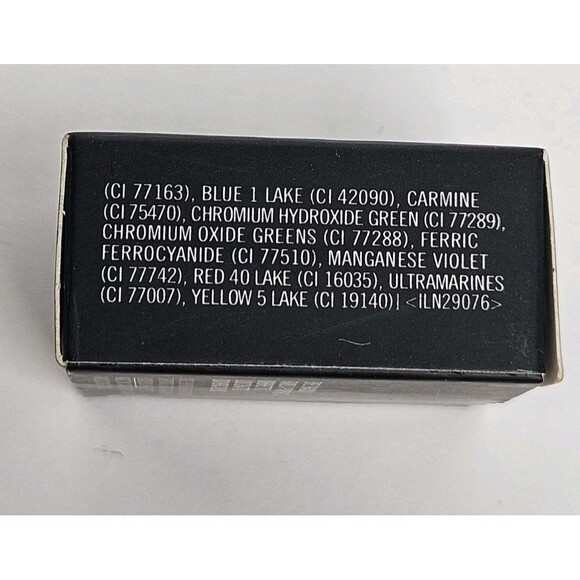 (CI 77163), BLUE 1 LAKE (CI 42090), CARMINE
(CI 75470), CHROMIUM HYDROXIDE GREEN (CI 77289),
CHROMIUM OXIDE GREENS (CI 77288), FERRIC
FERROCYANIDE (CI 77510), MANGANESE VIOLET
(CI 77742), RED 40 LAKE (CI 16035), ULTRAMARINES
(CI 77007), YELLOW 5 LAKE (CI 19140)] <ILN29076>